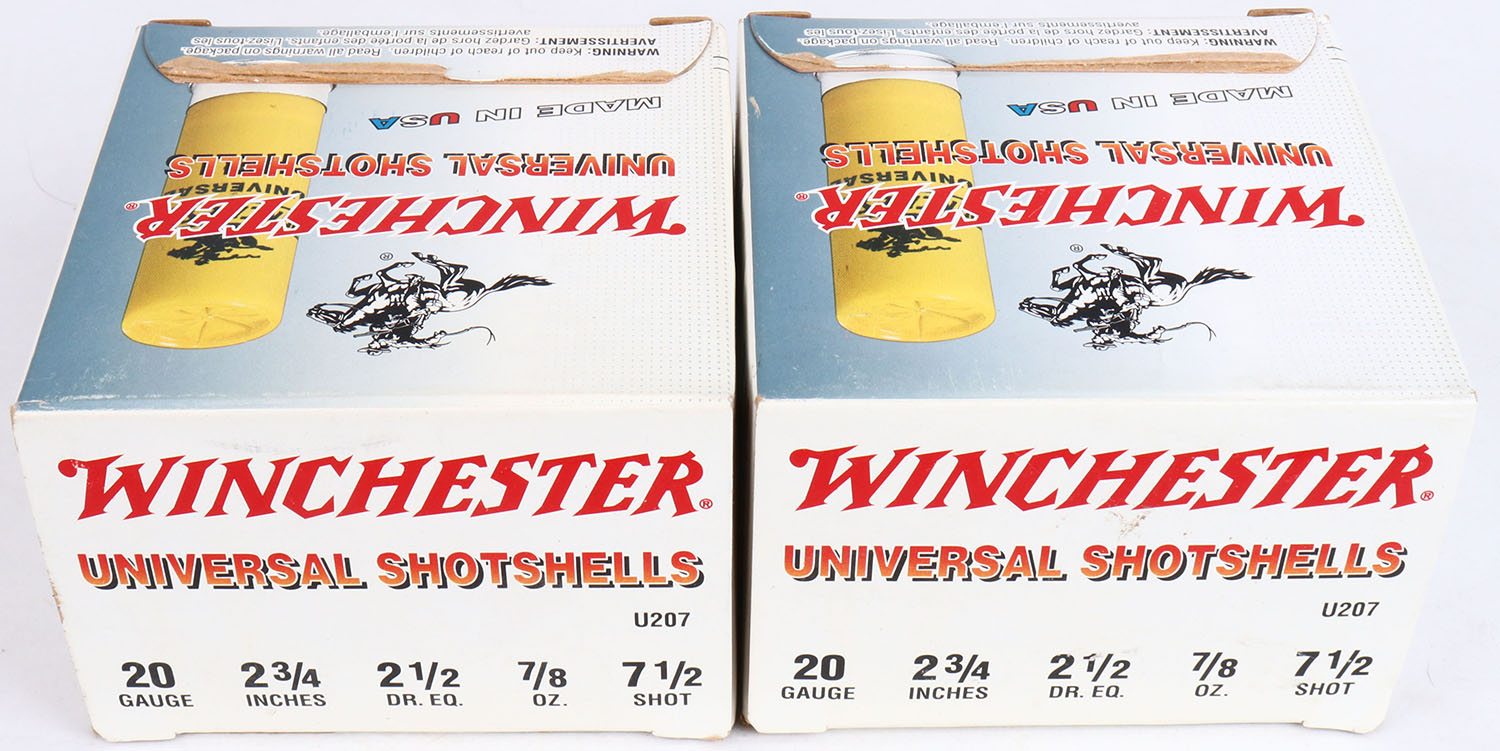 WINCHESTER®
UNIVERSAL SHOTSHELLS
MADE IN USA
WARNING: Keep out of reach of children. Read all warnings on package.
AVERTISSEMENT: Gardez hors de la portée des enfants. Lisez tous les
avertissements sur l'emballage.
®
UNIVERSAL
WINCHESTER®
UNIVERSAL SHOTSHELLS
U207
20 2 3/4 2 1/2 7/8 7 1/2
GAUGE INCHES DR. EQ. OZ. SHOT
WINCHESTER®
UNIVERSAL SHOTSHELLS
MADE IN USA
WARNING: Keep out of reach of children. Read all warnings on package.
AVERTISSEMENT: Gardez hors de la portée des enfants. Lisez tous les
avertissements sur l'emballage.
®
UNIVERSAL
WINCHESTER®
UNIVERSAL SHOTSHELLS
U207
20 2 3/4 2 1/2 7/8 7 1/2
GAUGE INCHES DR. EQ. OZ. SHOT